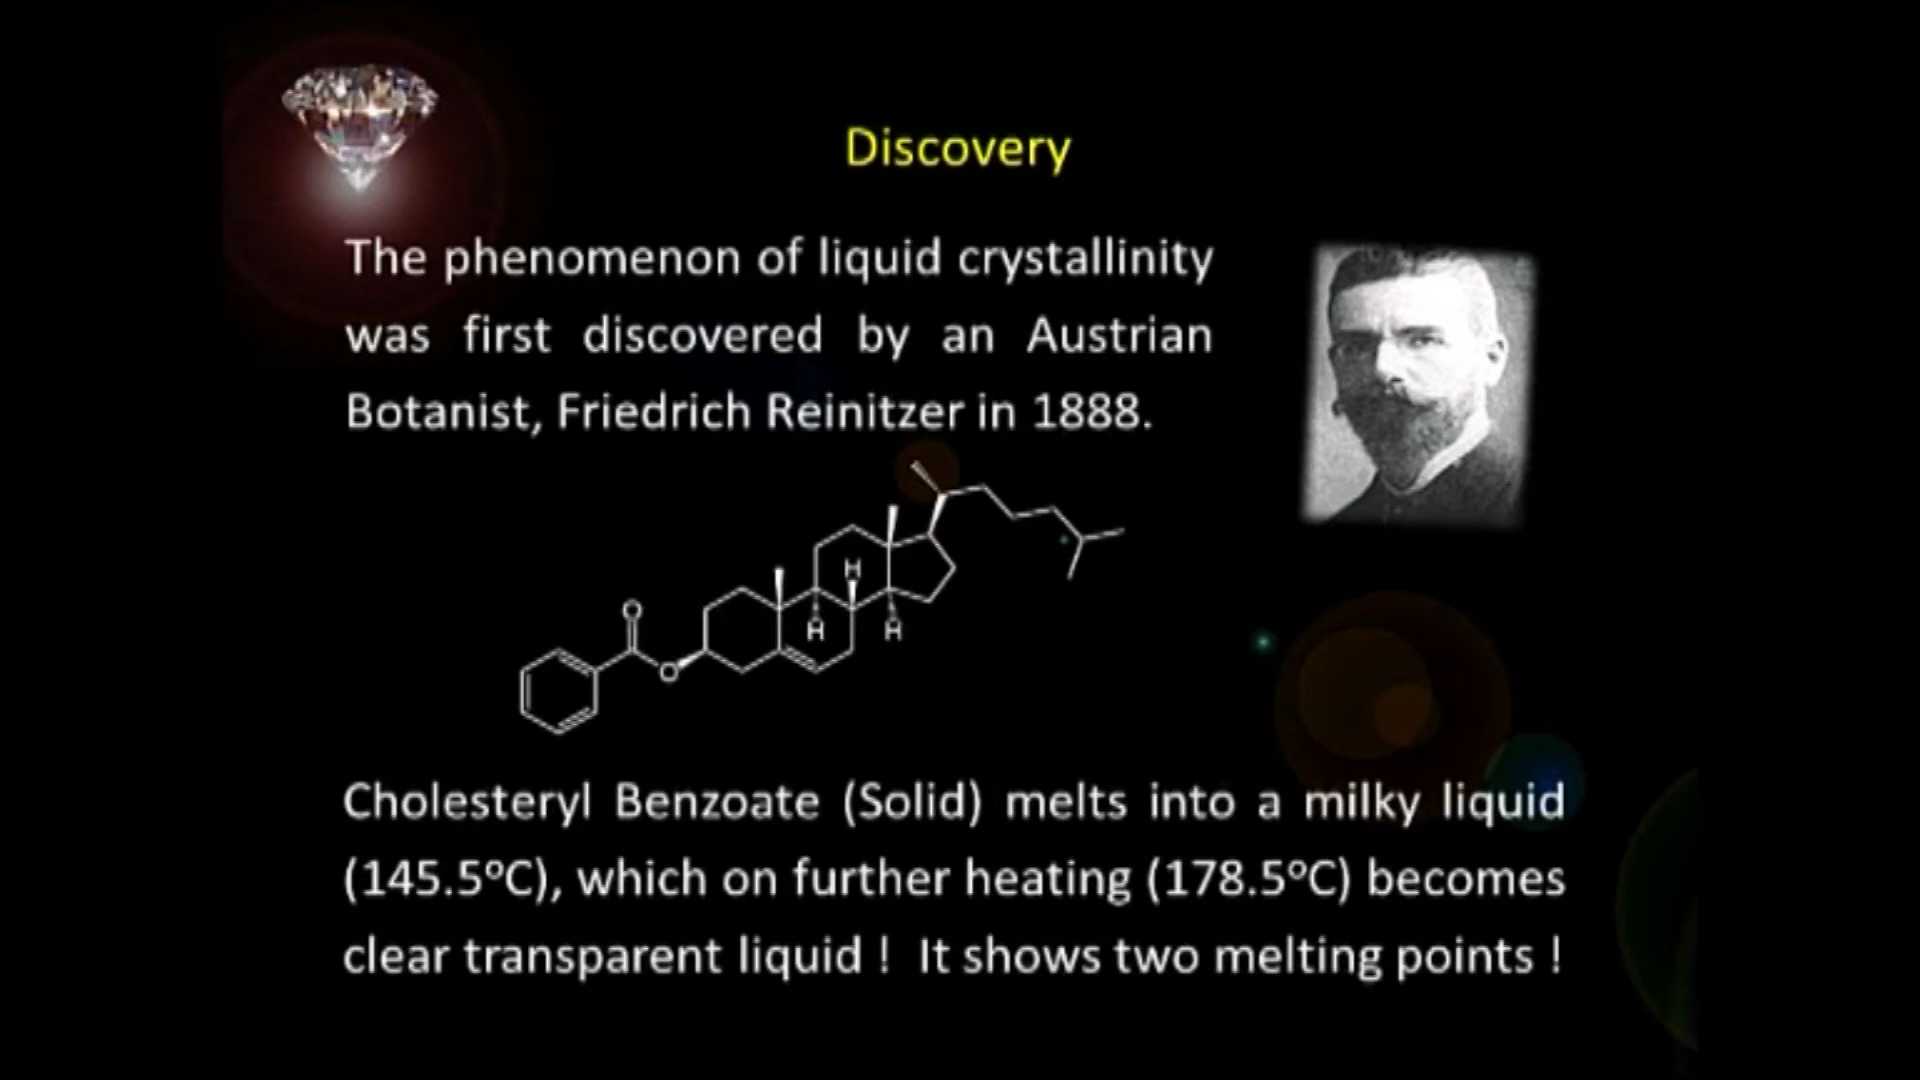 Discovery
The phenomenon of liquid crystallinity
was first discovered by an Austrian
Botanist, Friedrich Reinitzer in 1888.
H
O
H
H
O
Cholesteryl Benzoate (Solid) melts into a milky liquid
(145.5°C), which on further heating (178.5°C) becomes
clear transparent liquid ! It shows two melting points !